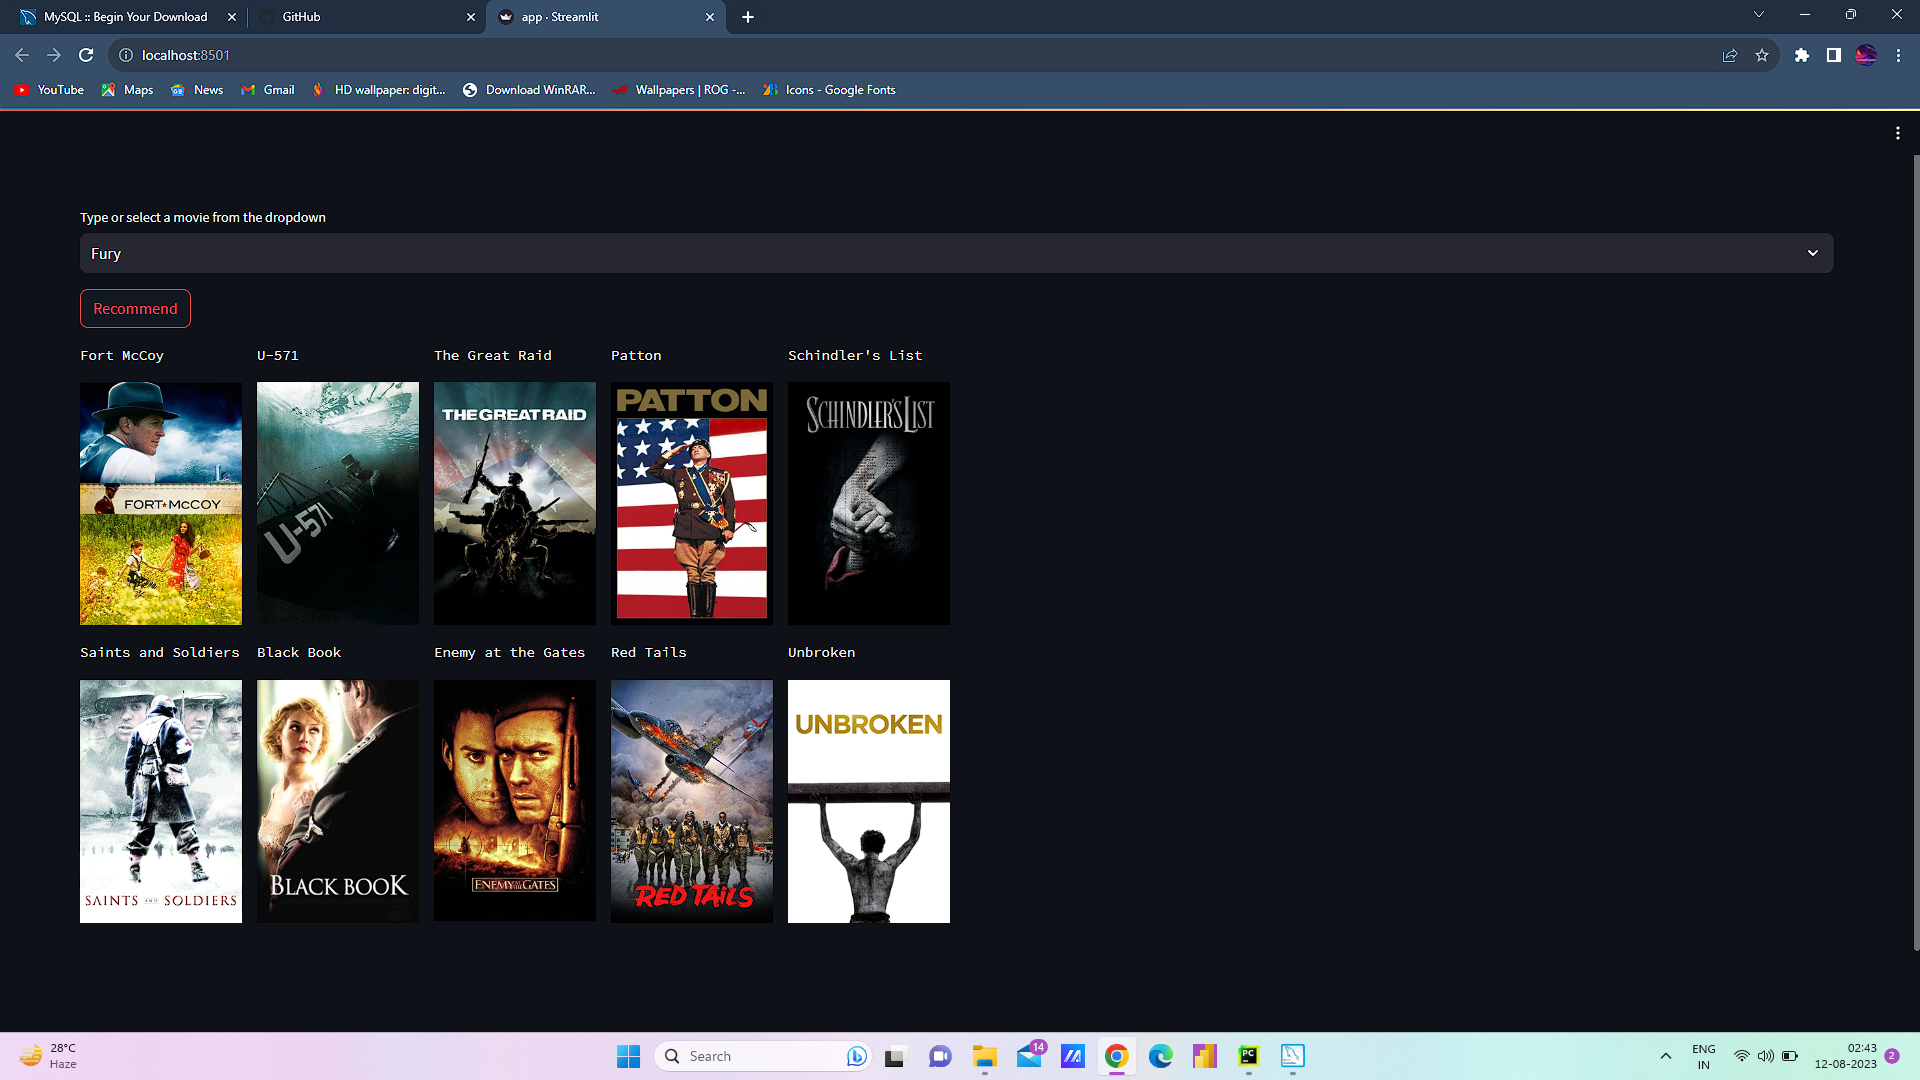 MySQL :: Begin Your Download
GitHub
app · Streamlit
localhost:8501
YouTube
Maps
News
Gmail
HD wallpaper: digit...
Download WinRAR...
Wallpapers | ROG -...
Icons - Google Fonts
Type or select a movie from the dropdown
Fury
Recommend
Fort McCoy
U-571
The Great Raid
Patton
Schindler's List
FORT McCOY
U-571
THE GREAT RAID
PATTON
SCHINDLER'S LIST
Saints and Soldiers
Black Book
Enemy at the Gates
Red Tails
Unbroken
SAINTS AND SOLDIERS
BLACK BOOK
ENEMY AT THE GATES
RED TAILS
UNBROKEN
28°C
Haze
Search
14
PC
ENG
IN
02:43
12-08-2023
2